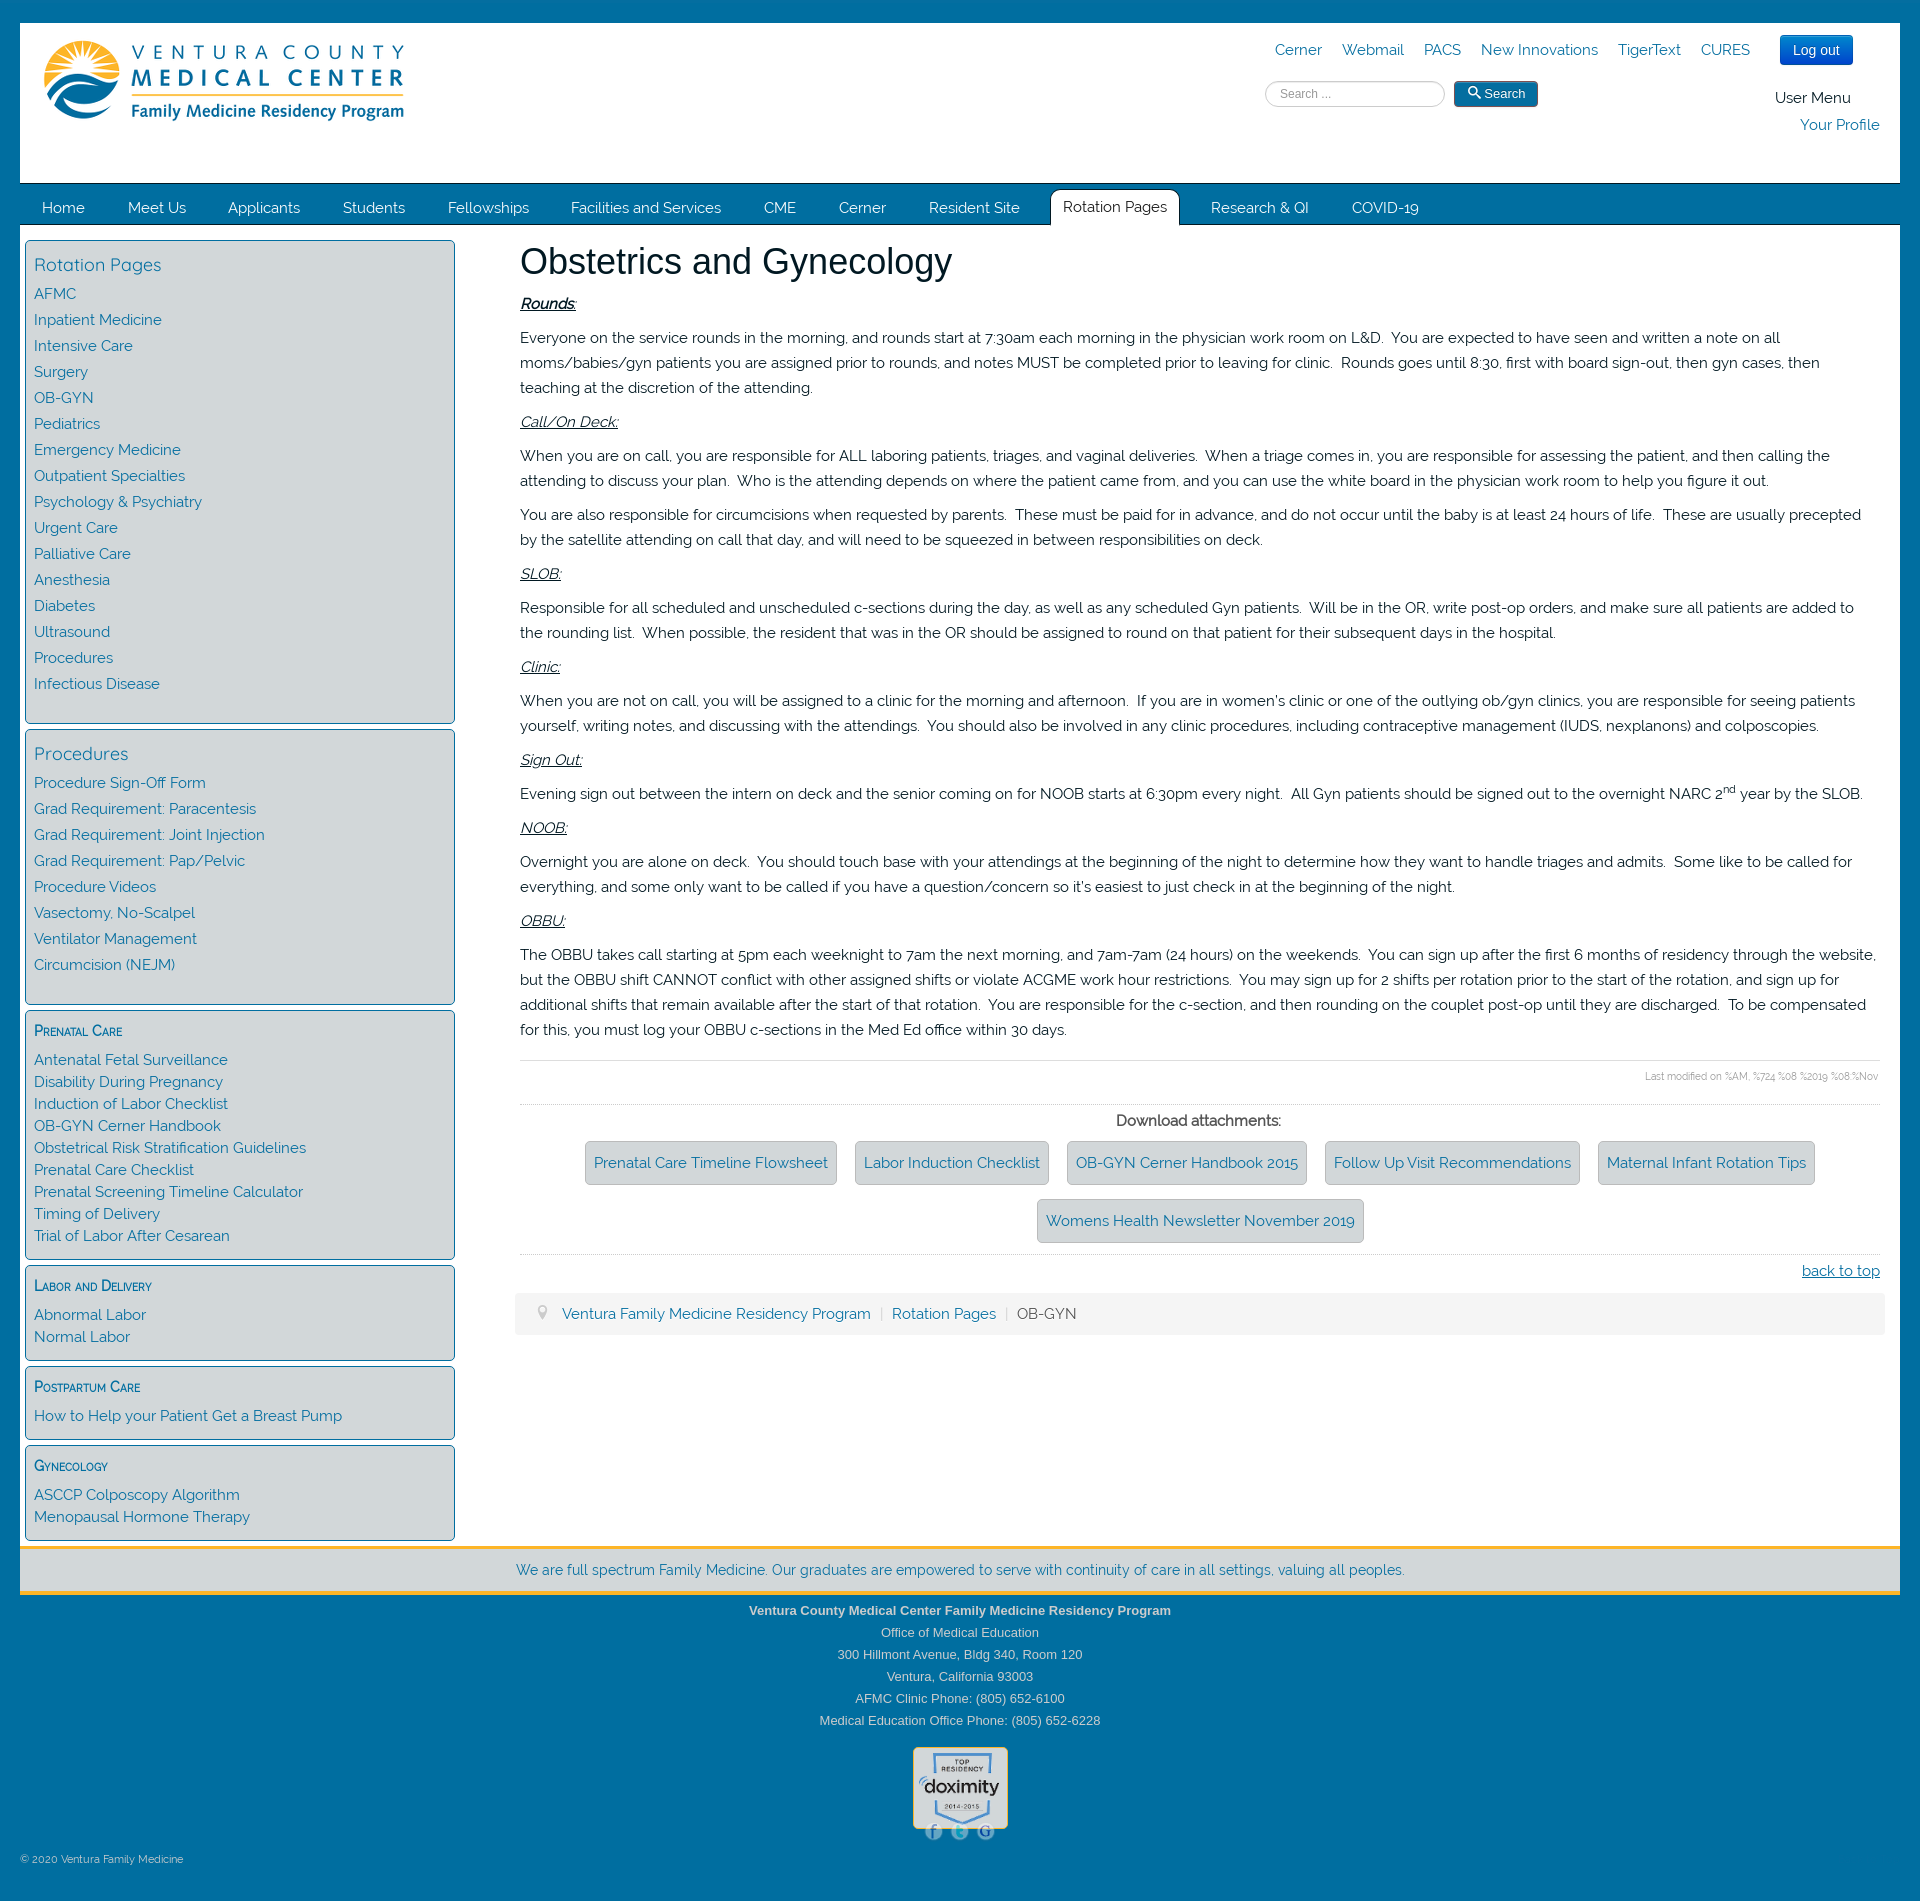 VENTURA COUNTY
MEDICAL CENTER
Family Medicine Residency Program
Cerner Webmail PACS New Innovations TigerText CURES
Log out
Search ...
Search
User Menu
Your Profile
Home Meet Us Applicants Students Fellowships Facilities and Services CME Cerner Resident Site Rotation Pages Research & QI COVID-19
Rotation Pages
AFMC
Inpatient Medicine
Intensive Care
Surgery
OB-GYN
Pediatrics
Emergency Medicine
Outpatient Specialties
Psychology & Psychiatry
Urgent Care
Palliative Care
Anesthesia
Diabetes
Ultrasound
Procedures
Infectious Disease
Procedures
Procedure Sign-Off Form
Grad Requirement: Paracentesis
Grad Requirement: Joint Injection
Grad Requirement: Pap/Pelvic
Procedure Videos
Vasectomy, No-Scalpel
Ventilator Management
Circumcision (NEJM)
Prenatal Care
Antenatal Fetal Surveillance
Disability During Pregnancy
Induction of Labor Checklist
OB-GYN Cerner Handbook
Obstetrical Risk Stratification Guidelines
Prenatal Care Checklist
Prenatal Screening Timeline Calculator
Timing of Delivery
Trial of Labor After Cesarean
Labor and Delivery
Abnormal Labor
Normal Labor
Postpartum Care
How to Help your Patient Get a Breast Pump
Gynecology
ASCCP Colposcopy Algorithm
Menopausal Hormone Therapy
Obstetrics and Gynecology
Rounds:
Everyone on the service rounds in the morning, and rounds start at 7:30am each morning in the physician work room on L&D. You are expected to have seen and written a note on all
moms/babies/gyn patients you are assigned prior to rounds, and notes MUST be completed prior to leaving for clinic. Rounds goes until 8:30, first with board sign-out, then gyn cases, then
teaching at the discretion of the attending.
Call/On Deck:
When you are on call, you are responsible for ALL laboring patients, triages, and vaginal deliveries. When a triage comes in, you are responsible for assessing the patient, and then calling the
attending to discuss your plan. Who is the attending depends on where the patient came from, and you can use the white board in the physician work room to help you figure it out.
You are also responsible for circumcisions when requested by parents. These must be paid for in advance, and do not occur until the baby is at least 24 hours of life. These are usually precepted
by the satellite attending on call that day, and will need to be squeezed in between responsibilities on deck.
SLOB:
Responsible for all scheduled and unscheduled c-sections during the day, as well as any scheduled Gyn patients. Will be in the OR, write post-op orders, and make sure all patients are added to
the rounding list. When possible, the resident that was in the OR should be assigned to round on that patient for their subsequent days in the hospital.
Clinic:
When you are not on call, you will be assigned to a clinic for the morning and afternoon. If you are in women's clinic or one of the outlying ob/gyn clinics, you are responsible for seeing patients
yourself, writing notes, and discussing with the attendings. You should also be involved in any clinic procedures, including contraceptive management (IUDS, nexplanons) and colposcopies.
Sign Out:
Evening sign out between the intern on deck and the senior coming on for NOOB starts at 6:30pm every night. All Gyn patients should be signed out to the overnight NARC 2nd year by the SLOB.
NOOB:
Overnight you are alone on deck. You should touch base with your attendings at the beginning of the night to determine how they want to handle triages and admits. Some like to be called for
everything, and some only want to be called if you have a question/concern so it's easiest to just check in at the beginning of the night.
OBBU:
The OBBU takes call starting at 5pm each weeknight to 7am the next morning, and 7am-7am (24 hours) on the weekends. You can sign up after the first 6 months of residency through the website,
but the OBBU shift CANNOT conflict with other assigned shifts or violate ACGME work hour restrictions. You may sign up for 2 shifts per rotation prior to the start of the rotation, and sign up for
additional shifts that remain available after the start of that rotation. You are responsible for the c-section, and then rounding on the couplet post-op until they are discharged. To be compensated
for this, you must log your OBBU c-sections in the Med Ed office within 30 days.
Last modified on %AM, %724 %08 %2019 %08:%Nov
Download attachments:
Prenatal Care Timeline Flowsheet Labor Induction Checklist OB-GYN Cerner Handbook 2015 Follow Up Visit Recommendations Maternal Infant Rotation Tips
Womens Health Newsletter November 2019
back to top
Ventura Family Medicine Residency Program | Rotation Pages | OB-GYN
We are full spectrum Family Medicine. Our graduates are empowered to serve with continuity of care in all settings, valuing all peoples.
Ventura County Medical Center Family Medicine Residency Program
Office of Medical Education
300 Hillmont Avenue, Bldg 340, Room 120
Ventura, California 93003
AFMC Clinic Phone: (805) 652-6100
Medical Education Office Phone: (805) 652-6228
TOP
RESIDENCY
doximity
2014-2015
f t G
© 2020 Ventura Family Medicine